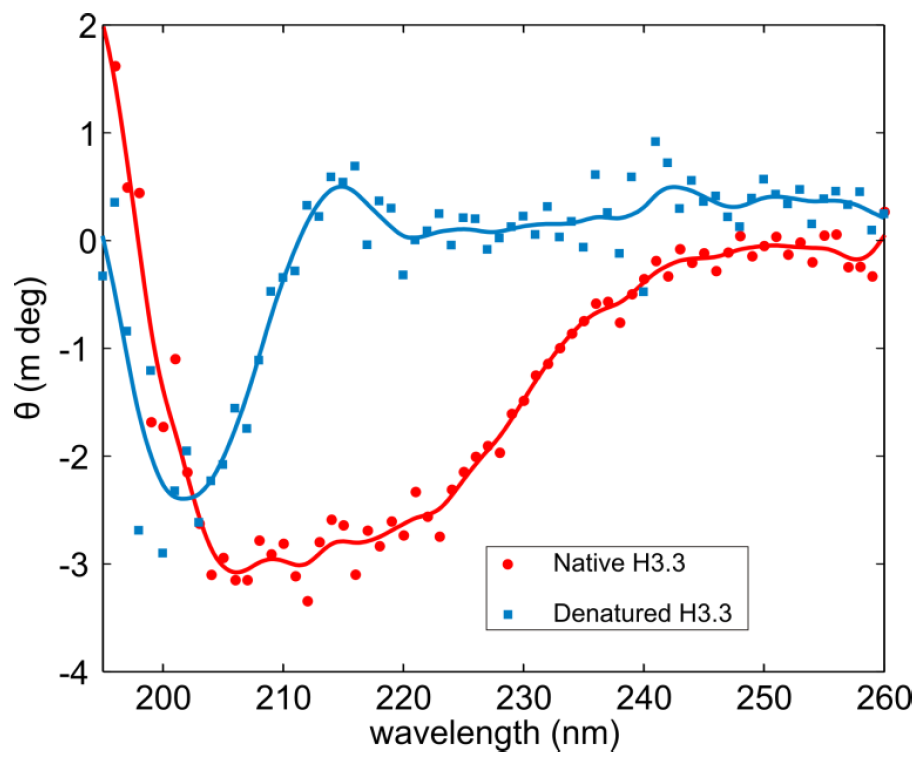 2
1
0
-1
-2
-3
-4
θ (m deg)
Native H3.3
Denatured H3.3
200 210 220 230 240 250 260
wavelength (nm)